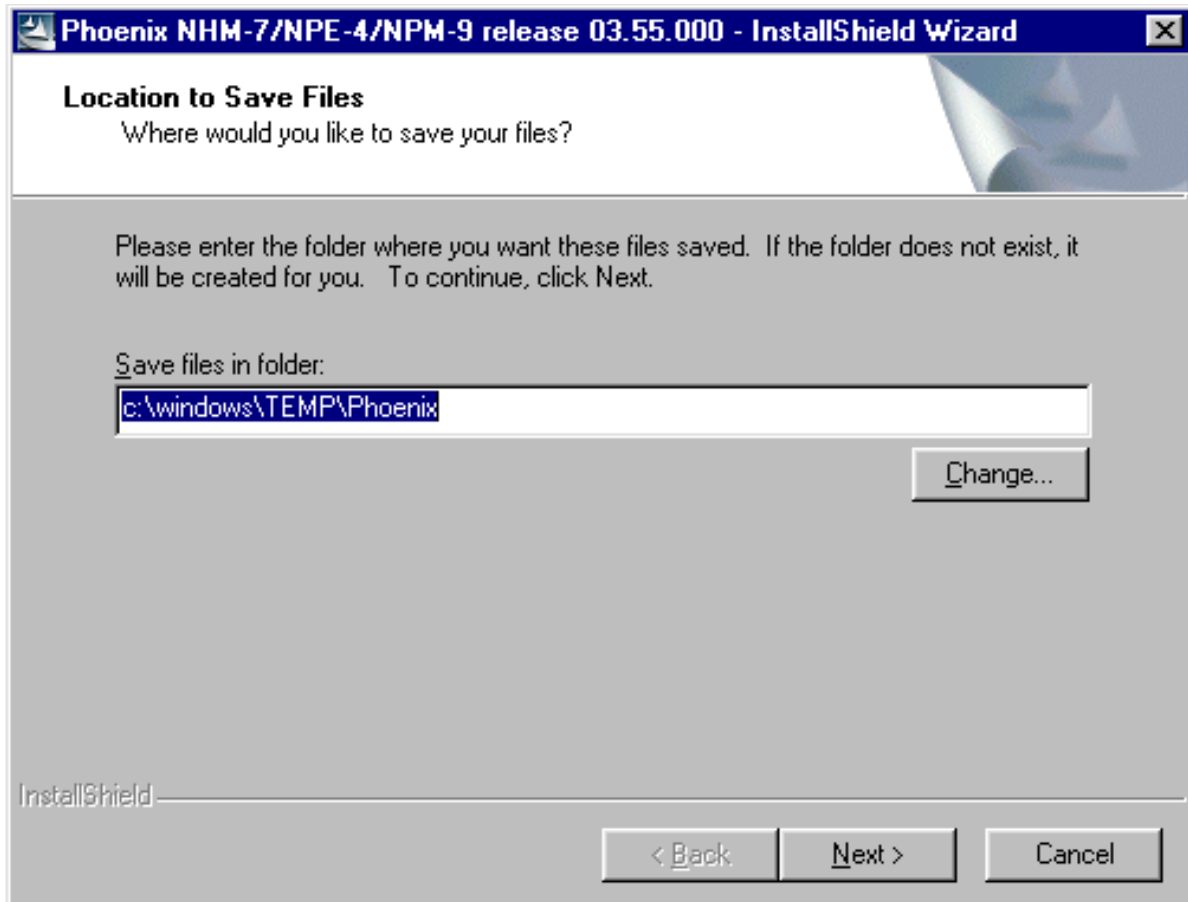 Phoenix NHM-7/NPE-4/NPM-9 release 03.55.000 - InstallShield Wizard
Location to Save Files
Where would you like to save your files?
Please enter the folder where you want these files saved.  If the folder does not exist, it
will be created for you.   To continue, click Next.
Save files in folder:
c:\windows\TEMP\Phoenix
Change...
InstallShield
< Back
Next >
Cancel